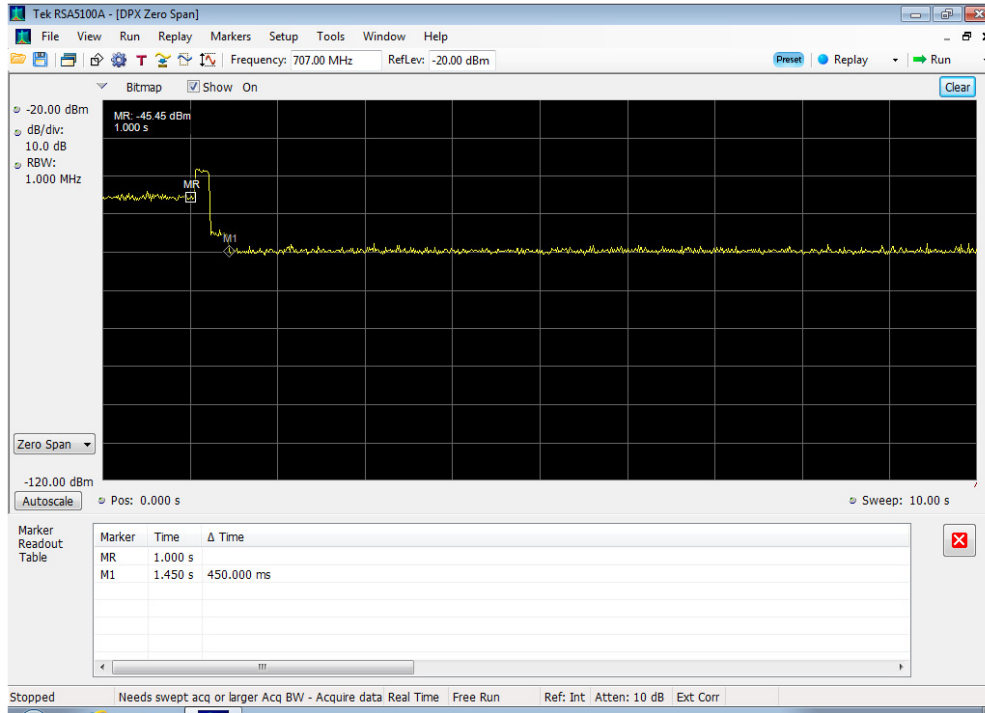 Tek RSA5100A - [DPX Zero Span]
File View Run Replay Markers Setup Tools Window Help
T Frequency: 707.00 MHz RefLev: -20.00 dBm Preset Replay Run
Bitmap Show On Clear
-20.00 dBm
dB/div:
10.0 dB
RBW:
1.000 MHz
MR: -45.45 dBm
1.000 s
MR
M1
Zero Span
-120.00 dBm
Autoscale Pos: 0.000 s Sweep: 10.00 s
Marker
Readout
Table
Marker Time Δ Time
MR 1.000 s
M1 1.450 s 450.000 ms
Stopped Needs swept acq or larger Acq BW - Acquire data Real Time Free Run Ref: Int Atten: 10 dB Ext Corr